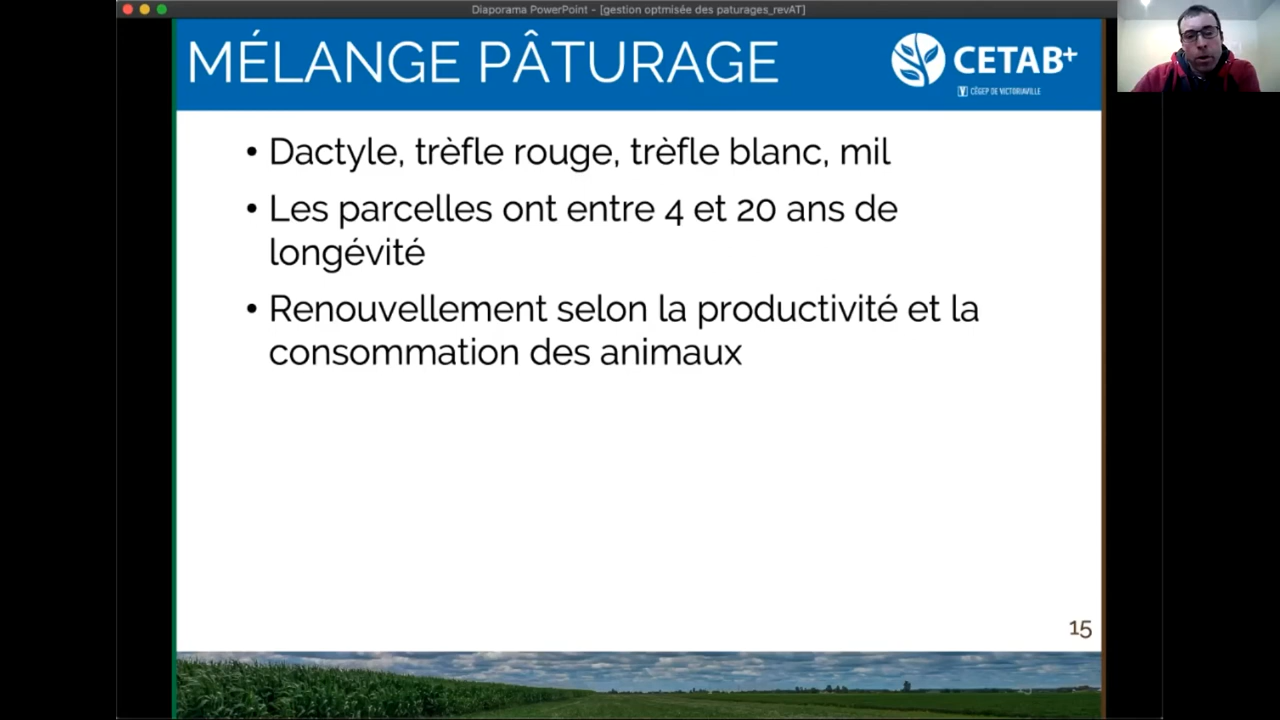 Diaporama PowerPoint - [gestion optmisée des paturages_revAT]
MÉLANGE PÂTURAGE
CETAB+
CÉGEP DE VICTORIAVILLE
• Dactyle, trèfle rouge, trèfle blanc, mil
• Les parcelles ont entre 4 et 20 ans de
longévité
• Renouvellement selon la productivité et la
consommation des animaux
15